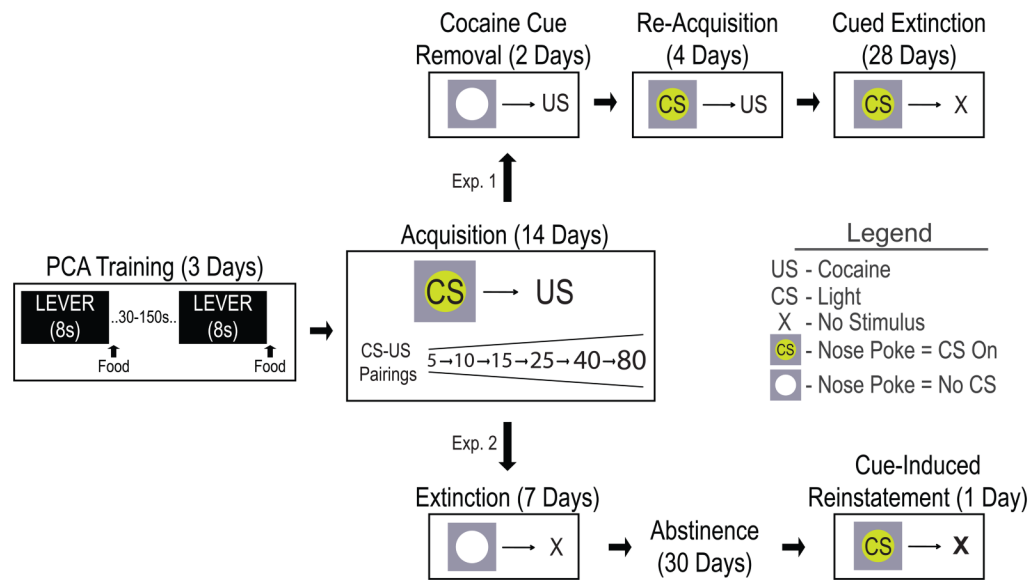 Cocaine Cue
Removal (2 Days)
US
Re-Acquisition
(4 Days)
CS
US
Cued Extinction
(28 Days)
CS
X
Exp. 1
PCA Training (3 Days)
LEVER
(8s)
..30-150s..
LEVER
(8s)
Food
Food
Acquisition (14 Days)
CS
US
CS-US
Pairings
5→10→15→25→40→80
Legend
US - Cocaine
CS - Light
X - No Stimulus
CS - Nose Poke = CS On
- Nose Poke = No CS
Exp. 2
Extinction (7 Days)
X
Abstinence
(30 Days)
Cue-Induced
Reinstatement (1 Day)
CS
X